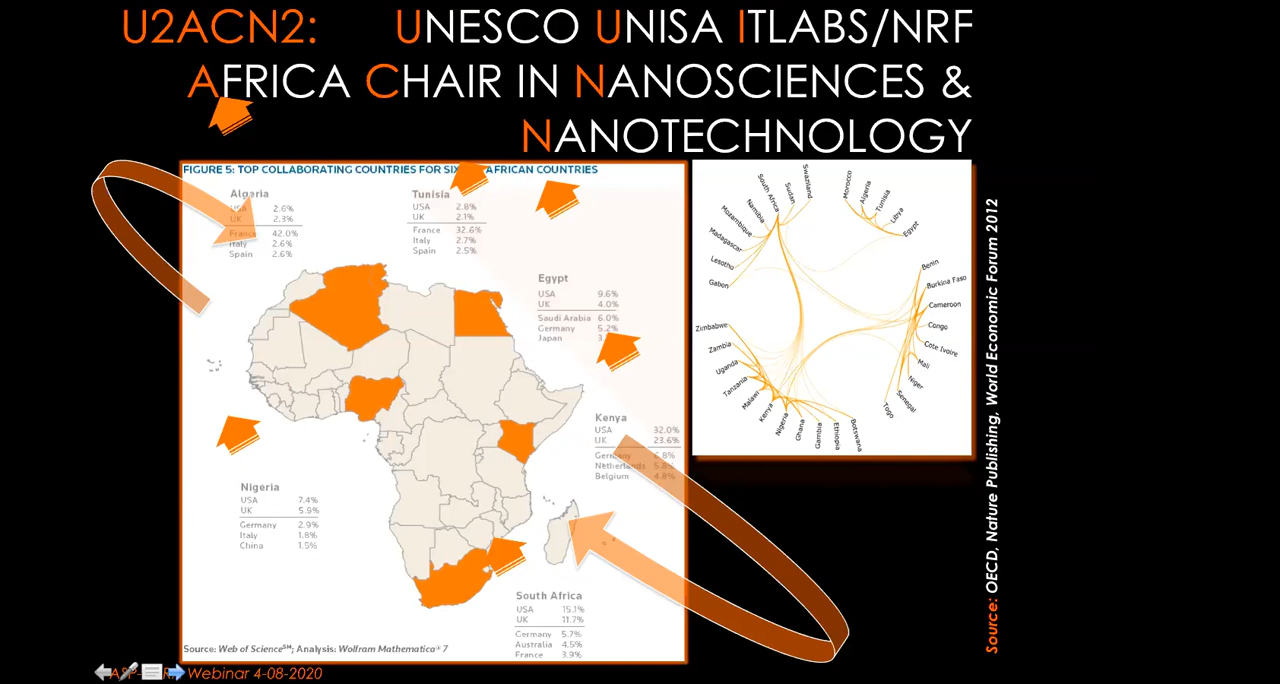 U2ACN2: UNESCO UNISA ITLABS/NRF
AFRICA CHAIR IN NANOSCIENCES &
NANOTECHNOLOGY
FIGURE 5: TOP COLLABORATING COUNTRIES FOR SIX AFRICAN COUNTRIES
Algeria
USA 2.6%
UK 2.3%
France 42.0%
Italy 2.6%
Spain 2.6%
Tunisia
USA 2.8%
UK 2.1%
France 32.6%
Italy 2.7%
Spain 2.5%
Egypt
USA 9.6%
UK 4.0%
Saudi Arabia 6.0%
Germany 5.2%
Japan
Kenya
USA 32.0%
UK 23.6%
Germany 6.8%
Netherlands 5.8%
Belgium 4.8%
Nigeria
USA 7.4%
UK 5.9%
Germany 2.9%
Italy 1.8%
China 1.5%
South Africa
USA 15.1%
UK 11.7%
Germany 5.7%
Australia 4.5%
France 3.9%
Source: Web of Science℠; Analysis: Wolfram Mathematica® 7
Swaziland
Sudan
South Africa
Namibia
Mozambique
Madagascar
Lesotho
Gabon
Morocco
Algeria
Tunisia
Libya
Egypt
Benin
Burkina Faso
Cameroon
Congo
Cote Ivoire
Mali
Niger
Senegal
Togo
Zimbabwe
Zambia
Uganda
Tanzania
Malawi
Kenya
Nigeria
Ghana
Gambia
Ethiopia
Botswana
Source: OECD, Nature Publishing, World Economic Forum 2012
Webinar 4-08-2020